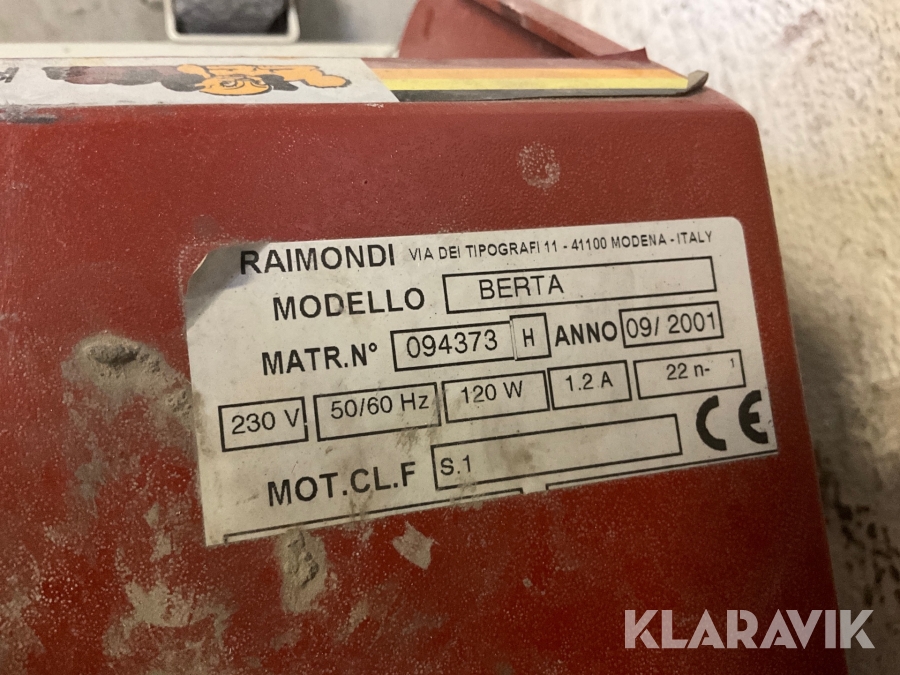 RAIMONDI VIA DEI TIPOGRAFI 11 - 41100 MODENA - ITALY
MODELLO BERTA
MATR.N° 094373 H ANNO 09/ 2001
230 V 50/60 Hz 120 W 1.2 A 22 n- 1
MOT.CL.F S.1 CE
KLARAVIK